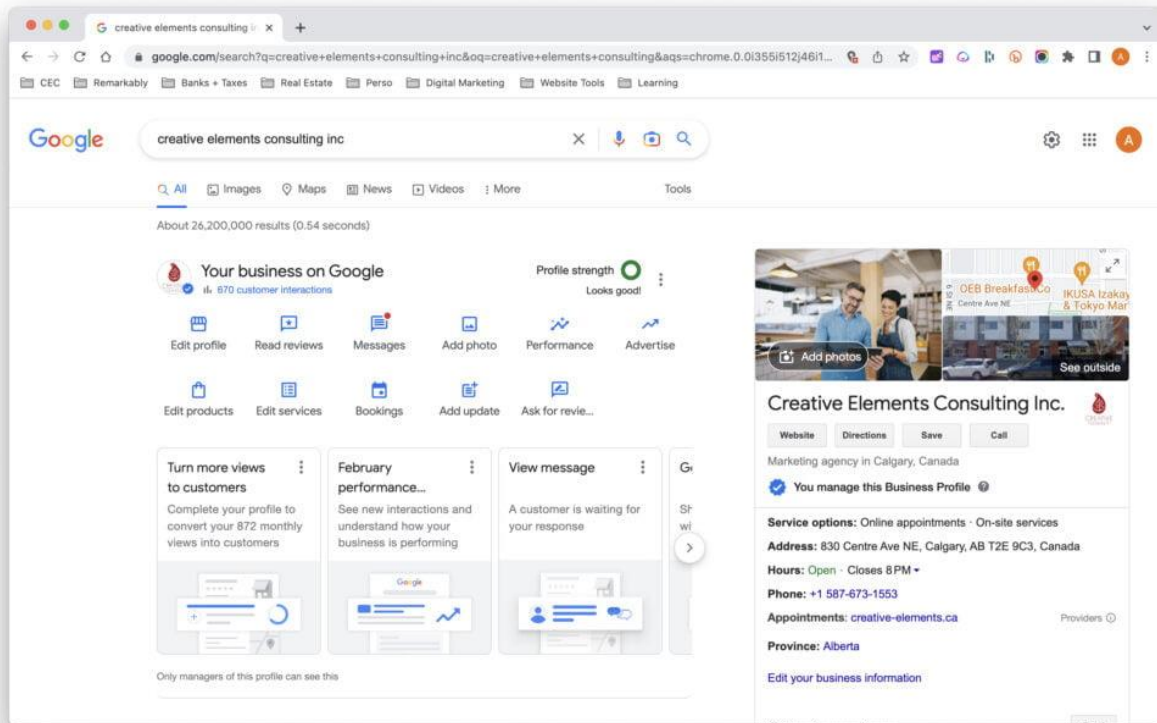 creative elements consulting in
google.com/search?q=creative+elements+consulting+inc&oq=creative+elements+consulting&aqs=chrome.0.0i355i512j46i1...
CEC Remarkably Banks + Taxes Real Estate Perso Digital Marketing Website Tools Learning
Google
creative elements consulting inc
A
All Images Maps News Videos More Tools
About 26,200,000 results (0.54 seconds)
Your business on Google
670 customer interactions
Profile strength
Looks good!
Edit profile Read reviews Messages Add photo Performance Advertise
Edit products Edit services Bookings Add update Ask for revie...
Turn more views
to customers
Complete your profile to
convert your 872 monthly
views into customers
February
performance...
See new interactions and
understand how your
business is performing
Google
View message
A customer is waiting for
your response
Only managers of this profile can see this
OEB Breakfast Co
Centre Ave NE
6 St NE
IKUSA Izakay
& Tokyo Mar
Add photos
See outside
Creative Elements Consulting Inc.
Website Directions Save Call
Marketing agency in Calgary, Canada
You manage this Business Profile
Service options: Online appointments · On-site services
Address: 830 Centre Ave NE, Calgary, AB T2E 9C3, Canada
Hours: Open · Closes 8 PM
Phone: +1 587-673-1553
Appointments: creative-elements.ca Providers
Province: Alberta
Edit your business information